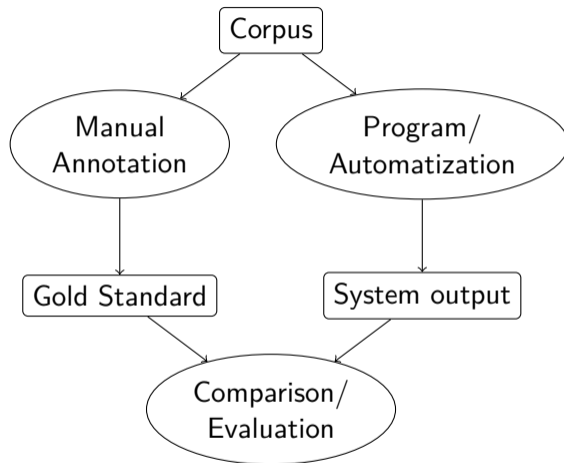 Corpus
Manual
Annotation
Program/
Automatization
Gold Standard
System output
Comparison/
Evaluation